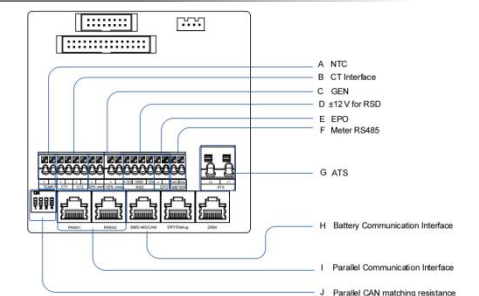 A NTC
B CT Interface
C GEN
D ±12 V for RSD
E EPO
F Meter RS485
G ATS
ATS
ON
PARA1 PARA2 BMS 485/CAN DRY/Debug DRM
H Battery Communication Interface
I Parallel Communication Interface
J Parallel CAN matching resistance